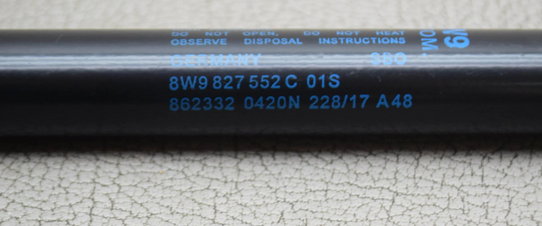 DO NOT OPEN. DO NOT HEAT
OBSERVE DISPOSAL INSTRUCTIONS
GERMANY
8W9 827 552 C 01S
862332 0420N 228/17 A48